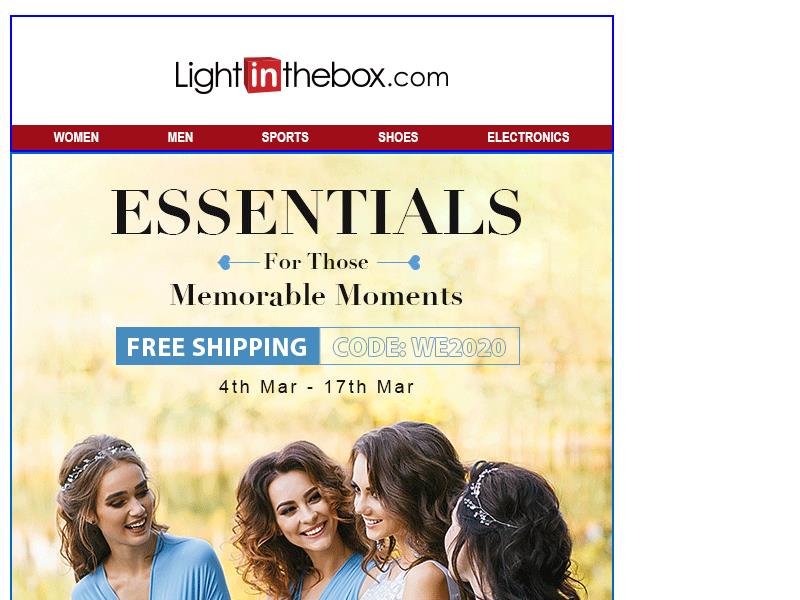 Lightinthebox.com
WOMEN MEN SPORTS SHOES ELECTRONICS
ESSENTIALS
For Those
Memorable Moments
FREE SHIPPING CODE: WE2020
4th Mar - 17th Mar